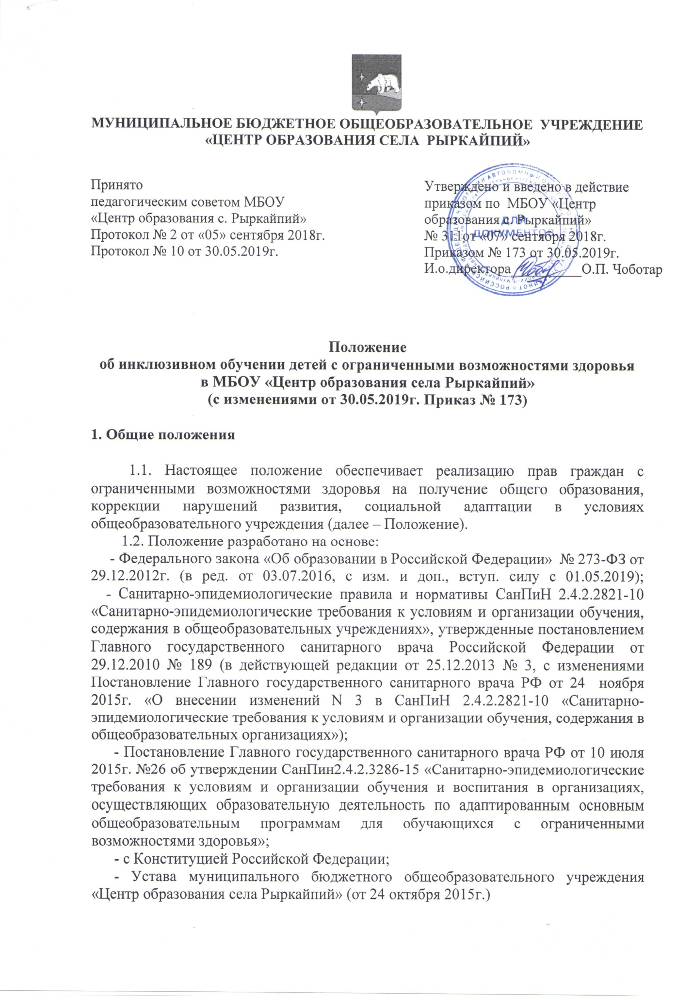 МУНИЦИПАЛЬНОЕ БЮДЖЕТНОЕ ОБЩЕОБРАЗОВАТЕЛЬНОЕ УЧРЕЖДЕНИЕ
«ЦЕНТР ОБРАЗОВАНИЯ СЕЛА РЫРКАЙПИЙ»
Принято
педагогическим советом МБОУ
«Центр образования с. Рыркайпий»
Протокол № 2 от «05» сентября 2018г.
Протокол № 10 от 30.05.2019г.
Утверждено и введено в действие
приказом по МБОУ «Центр
образования с. Рыркайпий»
№ 311от «07» сентября 2018г.
Приказом № 173 от 30.05.2019г.
И.о.директора__________О.П. Чоботар
ДЛЯ
ДОКУМЕНТОВ
Положение
об инклюзивном обучении детей с ограниченными возможностями здоровья
в МБОУ «Центр образования села Рыркайпий»
(с изменениями от 30.05.2019г. Приказ № 173)
1. Общие положения
1.1. Настоящее положение обеспечивает реализацию прав граждан с
ограниченными возможностями здоровья на получение общего образования,
коррекции нарушений развития, социальной адаптации в условиях
общеобразовательного учреждения (далее – Положение).
1.2. Положение разработано на основе:
- Федерального закона «Об образовании в Российской Федерации» № 273-ФЗ от
29.12.2012г. (в ред. от 03.07.2016, с изм. и доп., вступ. силу с 01.05.2019);
- Санитарно-эпидемиологические правила и нормативы СанПиН 2.4.2.2821-10
«Санитарно-эпидемиологические требования к условиям и организации обучения,
содержания в общеобразовательных учреждениях», утвержденные постановлением
Главного государственного санитарного врача Российской Федерации от
29.12.2010 № 189 (в действующей редакции от 25.12.2013 № 3, с изменениями
Постановление Главного государственного санитарного врача РФ от 24 ноября
2015г. «О внесении изменений N 3 в СанПиН 2.4.2.2821-10 «Санитарно-
эпидемиологические требования к условиям и организации обучения, содержания в
общеобразовательных организациях»);
- Постановление Главного государственного санитарного врача РФ от 10 июля
2015г. №26 об утверждении СанПин2.4.2.3286-15 «Санитарно-эпидемиологические
требования к условиям и организации обучения и воспитания в организациях,
осуществляющих образовательную деятельность по адаптированным основным
общеобразовательным программам для обучающихся с ограниченными
возможностями здоровья»;
- с Конституцией Российской Федерации;
- Устава муниципального бюджетного общеобразовательного учреждения
«Центр образования села Рыркайпий» (от 24 октября 2015г.)